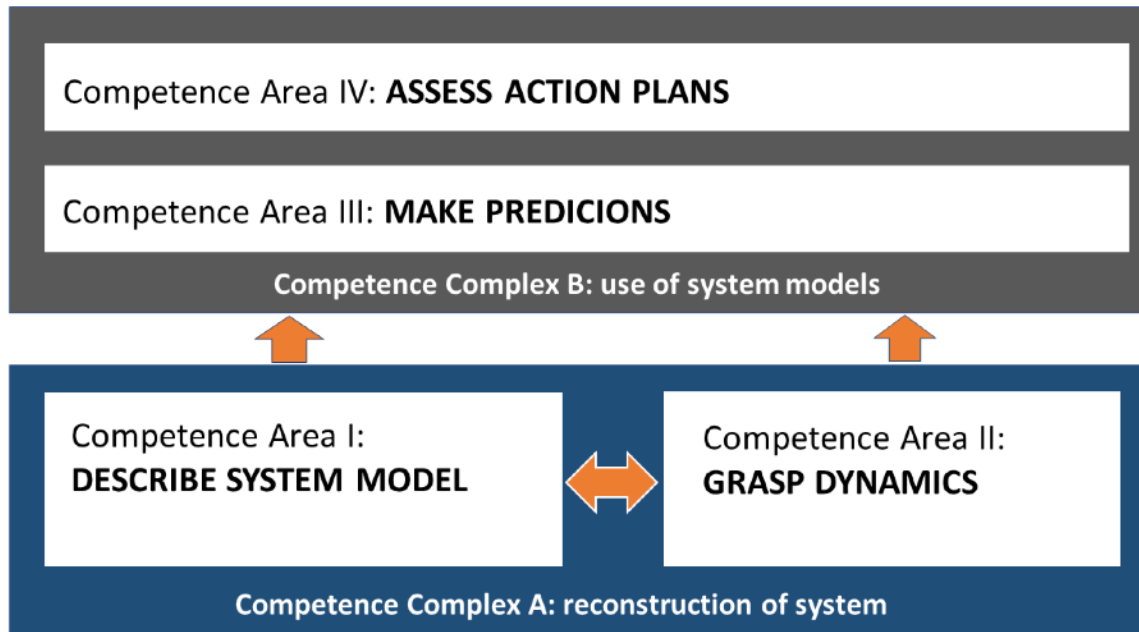 Competence Area IV: ASSESS ACTION PLANS
Competence Area III: MAKE PREDICIONS
Competence Complex B: use of system models
Competence Area I:
DESCRIBE SYSTEM MODEL
Competence Area II:
GRASP DYNAMICS
Competence Complex A: reconstruction of system